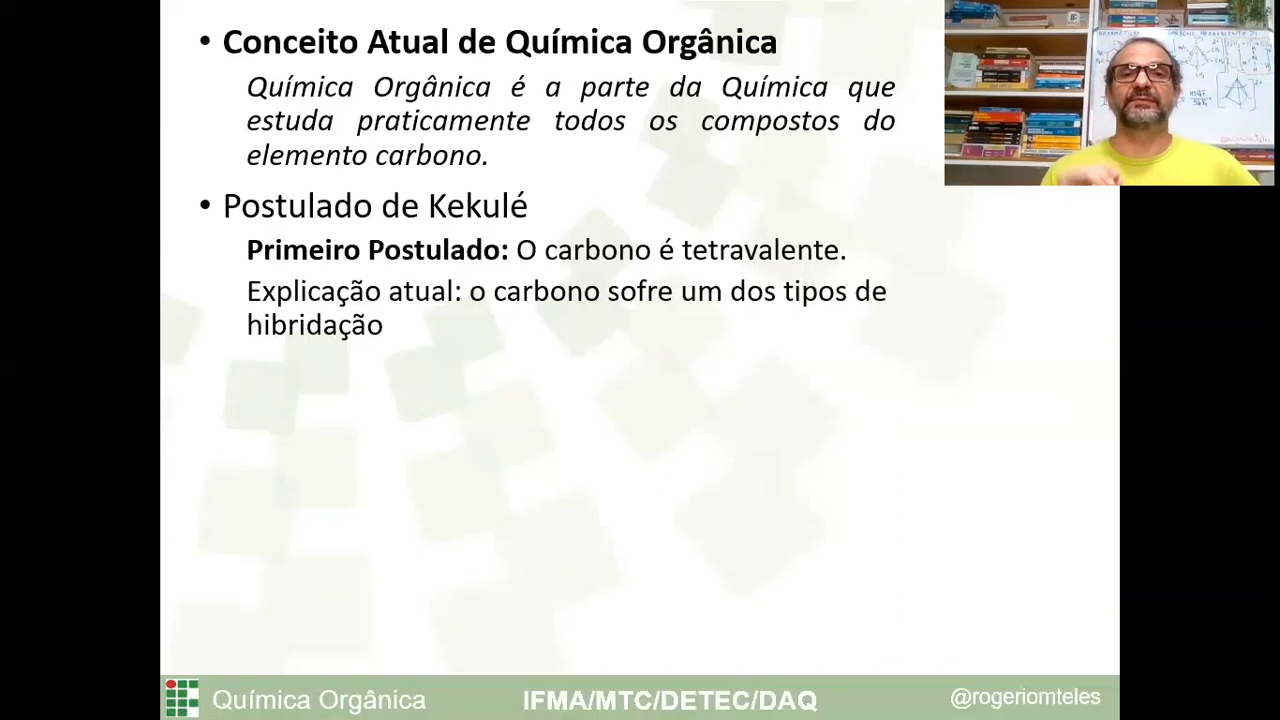 • Conceito Atual de Química Orgânica
Química Orgânica é a parte da Química que
estuda praticamente todos os compostos do
elemento carbono.
• Postulado de Kekulé
Primeiro Postulado: O carbono é tetravalente.
Explicação atual: o carbono sofre um dos tipos de
hibridação
Química Orgânica
IFMA/MTC/DETEC/DAQ
@rogeriomteles